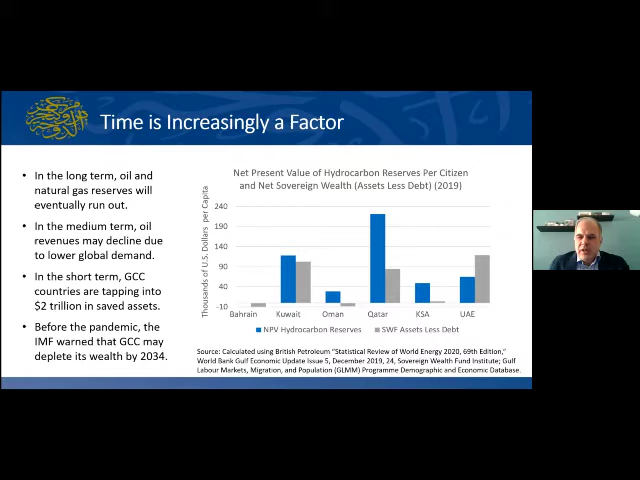 Time is Increasingly a Factor
• In the long term, oil and
natural gas reserves will
eventually run out.
• In the medium term, oil
revenues may decline due
to lower global demand.
• In the short term, GCC
countries are tapping into
$2 trillion in saved assets.
• Before the pandemic, the
IMF warned that GCC may
deplete its wealth by 2034.
Net Present Value of Hydrocarbon Reserves Per Citizen
and Net Sovereign Wealth (Assets Less Debt) (2019)
Thousands of U.S. Dollars per Capita
240
190
140
90
40
-10
Bahrain Kuwait Oman Qatar KSA UAE
NPV Hydrocarbon Reserves SWF Assets Less Debt
Source: Calculated using British Petroleum "Statistical Review of World Energy 2020, 69th Edition,"
World Bank Gulf Economic Update Issue 5, December 2019, 24, Sovereign Wealth Fund Institute; Gulf
Labour Markets, Migration, and Population (GLMM) Programme Demographic and Economic Database.